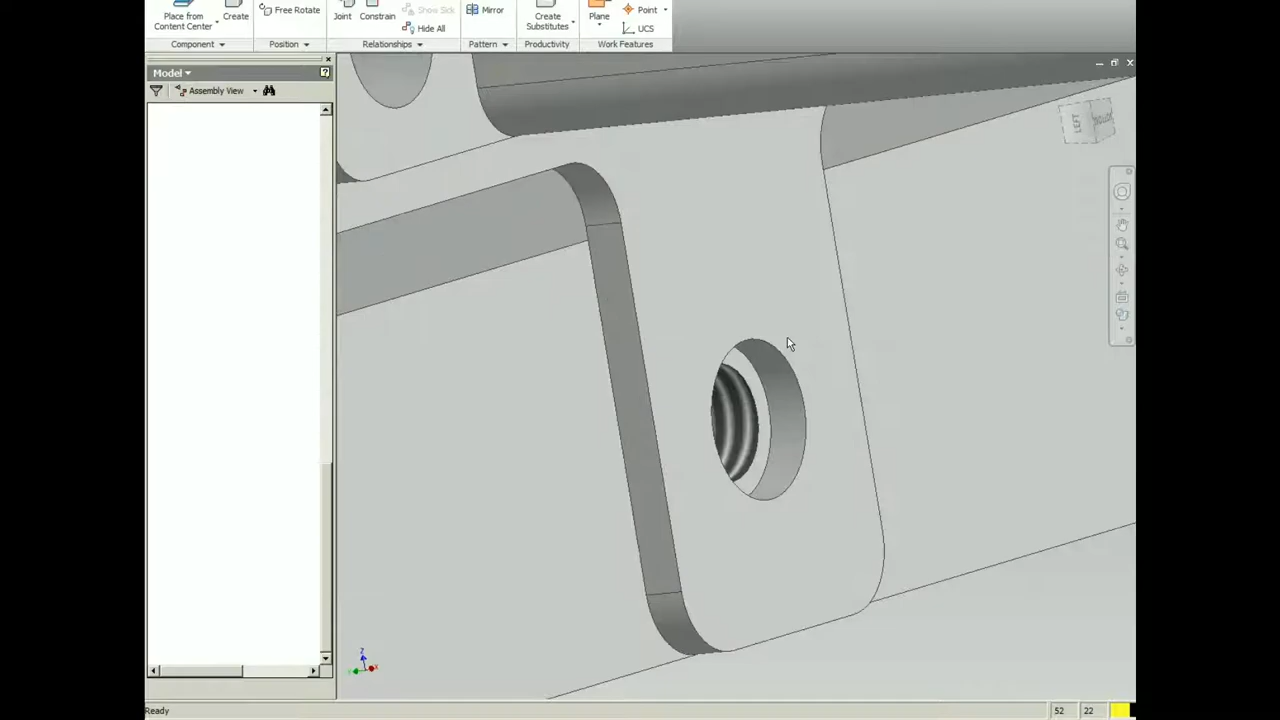 Place from
Content Center
Create
Free Rotate
Joint
Constrain
Show Sick
Hide All
Mirror
Create
Substitutes
Plane
Point
UCS
Component
Position
Relationships
Pattern
Productivity
Work Features
Model
Assembly View
LEFT
Z
Ready
52
22